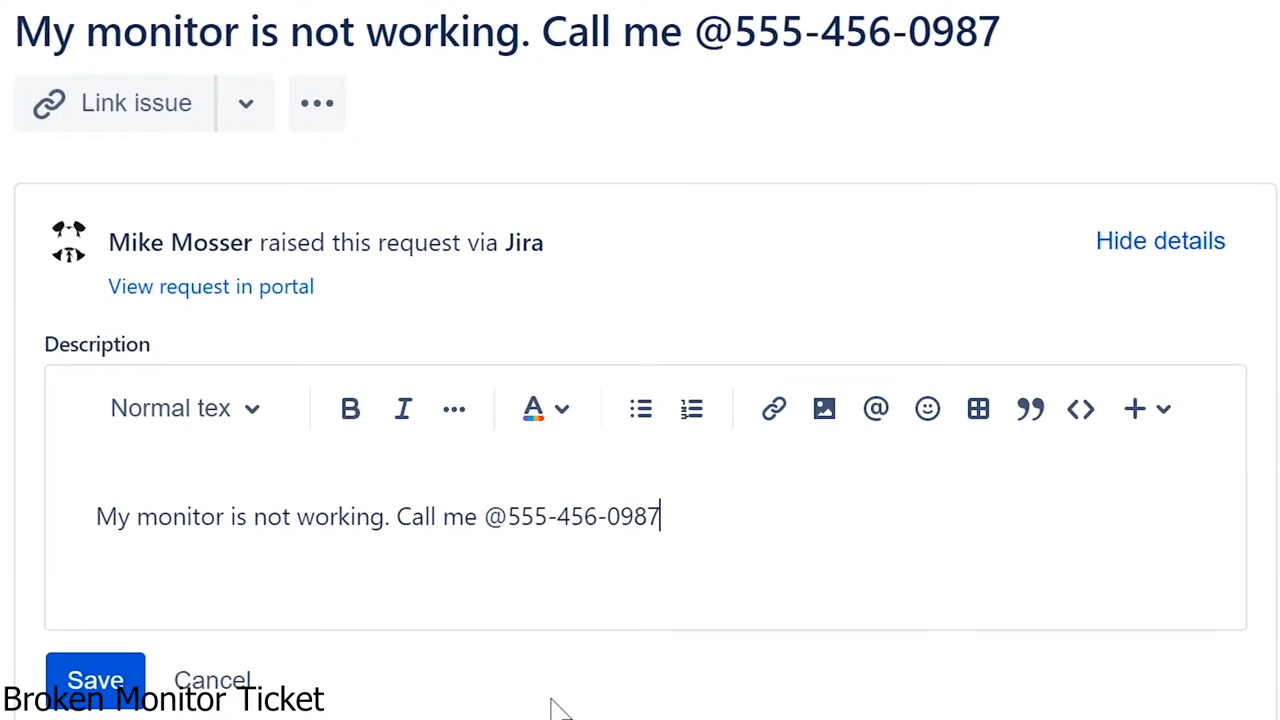 My monitor is not working. Call me @555-456-0987
Link issue
Mike Mosser raised this request via Jira
Hide details
View request in portal
Description
Normal tex
B I A
My monitor is not working. Call me @555-456-0987
Save Cancel
Broken Monitor Ticket